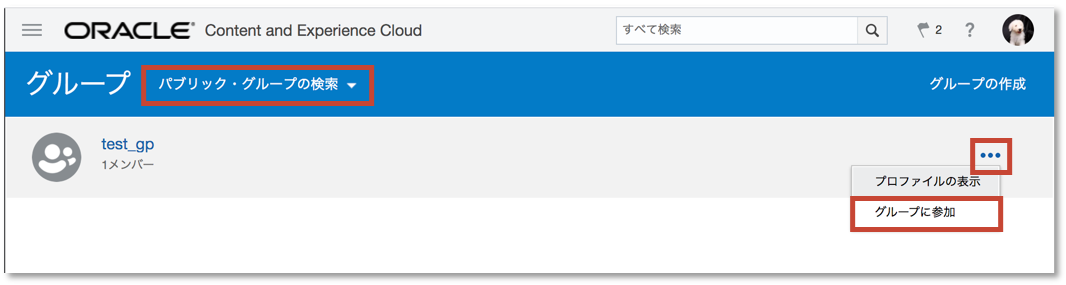 ORACLE® Content and Experience Cloud
すべて検索
2
?
グループ
パブリック・グループの検索
グループの作成
test_gp
1メンバー
プロファイルの表示
グループに参加